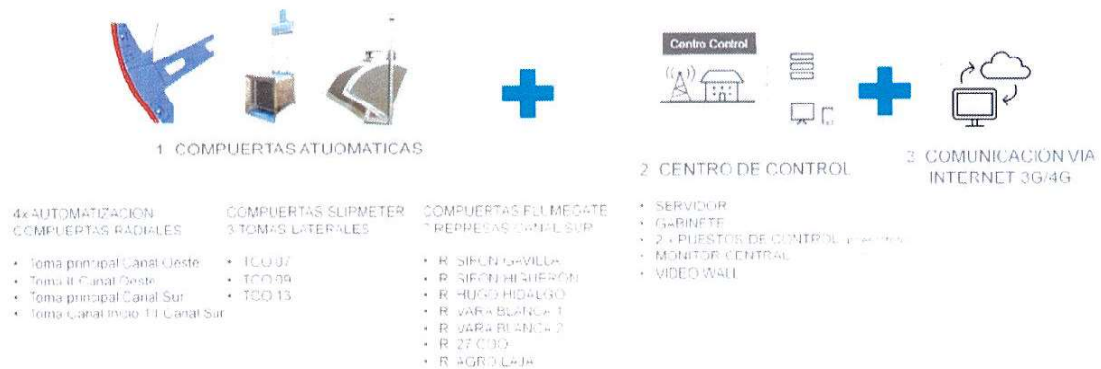 Centro Control
1. COMPUERTAS ATUOMATICAS
2. CENTRO DE CONTROL
3. COMUNICACIÓN VIA
INTERNET 3G/4G
4x AUTOMATIZACION
COMPUERTAS RADIALES
• Toma principal Canal Oeste
• Toma II Canal Oeste
• Toma principal Canal Sur
• Toma Canal Inicio 11 Canal Sur
COMPUERTAS SLIPMETER
3 TOMAS LATERALES
• TCO 07
• TCO 09
• TCO 13
COMPUERTAS FLUMEGATE
7 REPRESAS CANAL SUR
• R. SIFON GAVILLA
• R. SIFON HIGUERON
• R. HUGO HIDALGO
• R. VARA BLANCA 1
• R. VARA BLANCA 2
• R. 27 CDO
• R. AGRO LAJA
• SERVIDOR
• GABINETE
• 2 x PUESTOS DE CONTROL
• MONITOR CENTRAL
• VIDEO WALL